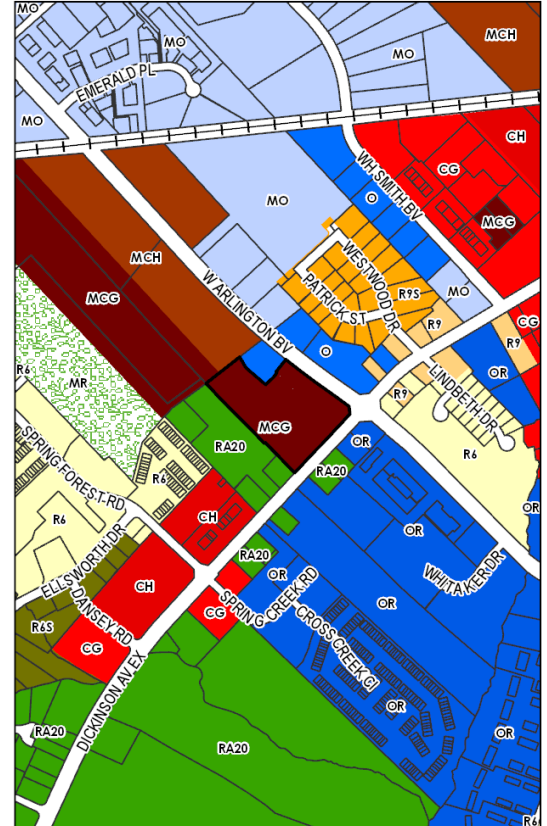 MO
MO
MCH
EMERALD PL
MO
MO
CH
WH SMITH BV
CG
O
MO
MCG
MCH
WESTWOOD DR
W ARLINGTON BV
PATRICK ST
R9S
MO
MCG
R9
CG
R9
O
OR
MR
R6
LINDBETH DR
R9
MCG
SPRING FOREST RD
RA20
OR
R6
R6
RA20
R6
CH
OR
ELLSWORTH DR
RA20
WHITAKER DR
OR
CH
SPRING CREEK RD
OR
DANSEY RD
CG
CROSS CREEK CI
R6S
CG
DICKINSON AV EX
OR
RA20
OR
RA20
R6